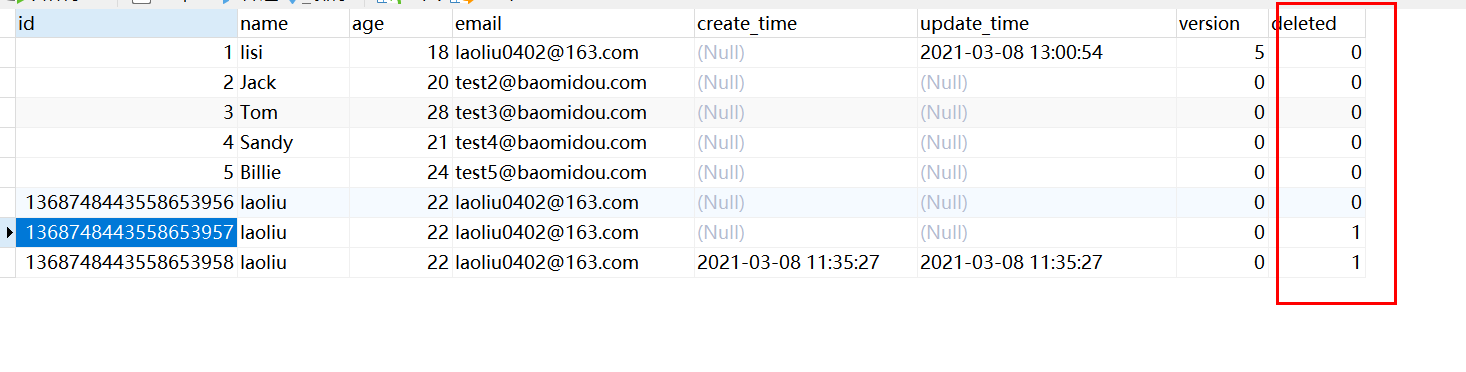 id name age email create_time update_time version deleted
1 lisi 18 laoliu0402@163.com (Null) 2021-03-08 13:00:54 5 0
2 Jack 20 test2@baomidou.com (Null) (Null) 0 0
3 Tom 28 test3@baomidou.com (Null) (Null) 0 0
4 Sandy 21 test4@baomidou.com (Null) (Null) 0 0
5 Billie 24 test5@baomidou.com (Null) (Null) 0 0
1368748443558653956 laoliu 22 laoliu0402@163.com (Null) (Null) 0 0
1368748443558653957 laoliu 22 laoliu0402@163.com (Null) (Null) 0 1
1368748443558653958 laoliu 22 laoliu0402@163.com 2021-03-08 11:35:27 2021-03-08 11:35:27 0 1